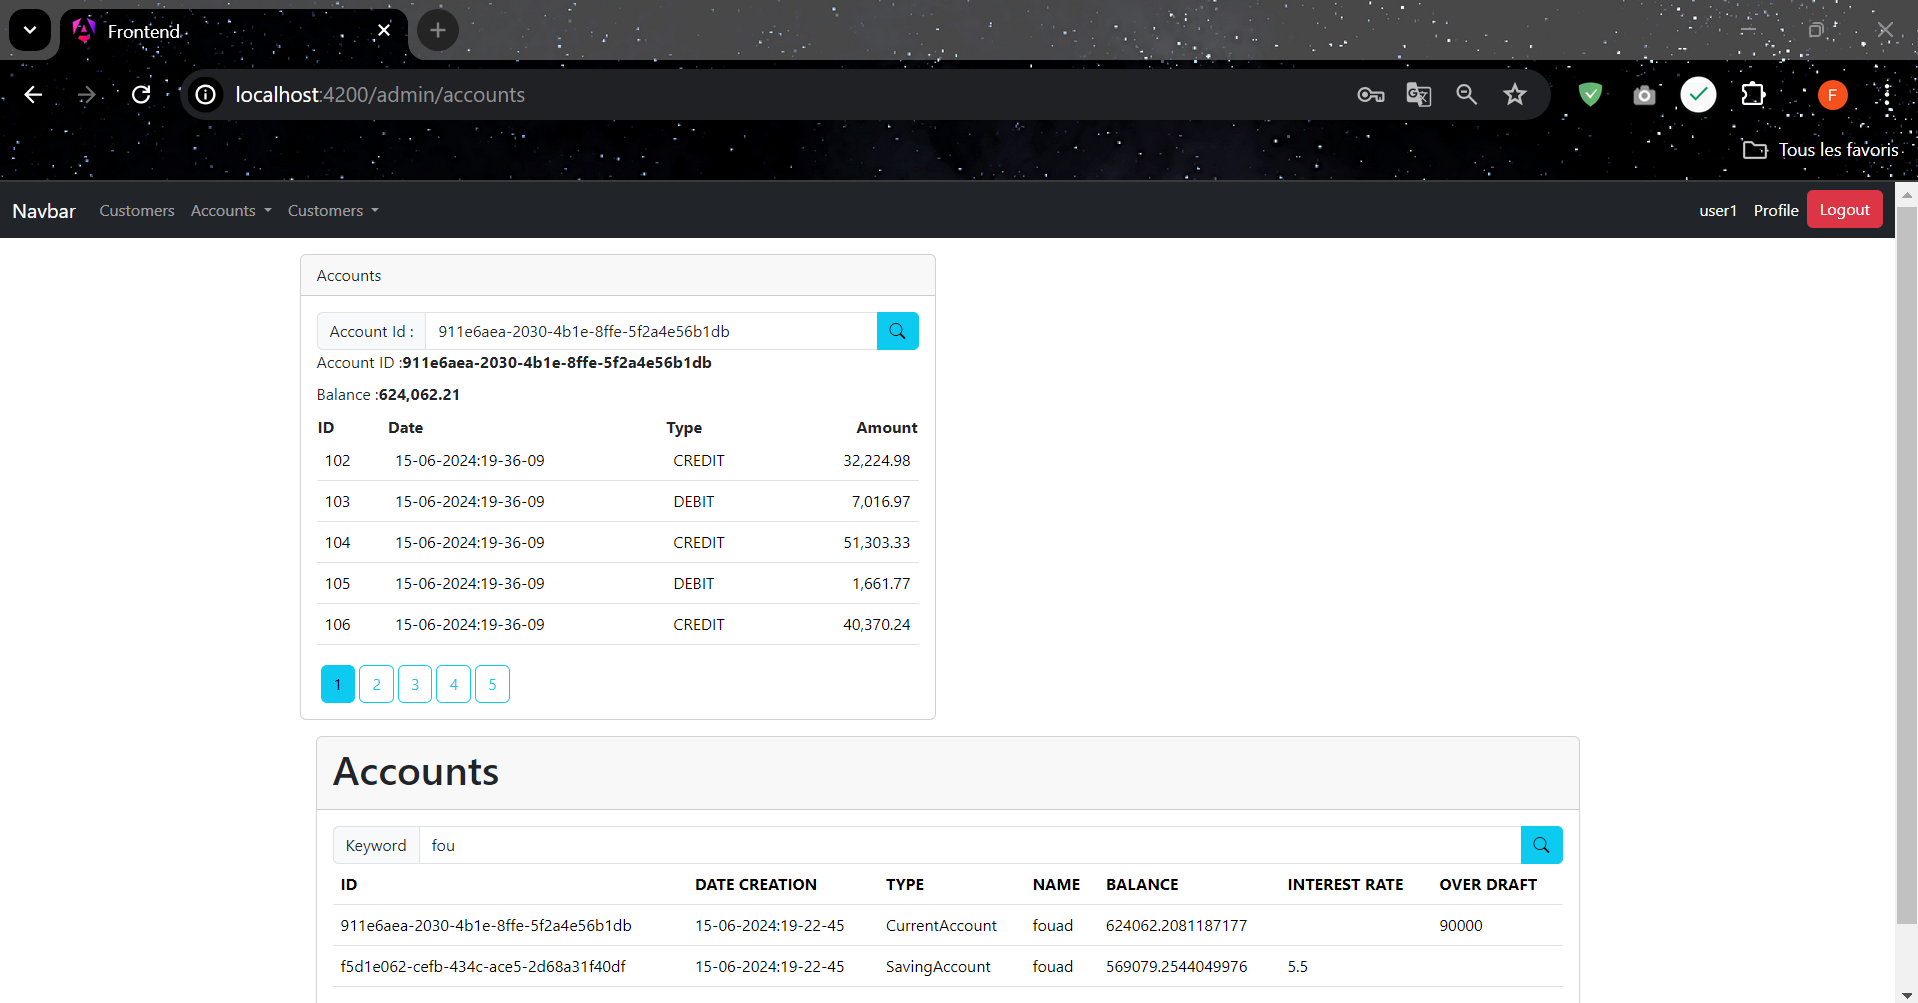 Frontend
localhost:4200/admin/accounts
F
Tous les favoris
Navbar Customers Accounts Customers user1 Profile Logout
Accounts
Account Id : 911e6aea-2030-4b1e-8ffe-5f2a4e56b1db
Account ID :911e6aea-2030-4b1e-8ffe-5f2a4e56b1db
Balance :624,062.21
ID Date Type Amount
102 15-06-2024:19-36-09 CREDIT 32,224.98
103 15-06-2024:19-36-09 DEBIT 7,016.97
104 15-06-2024:19-36-09 CREDIT 51,303.33
105 15-06-2024:19-36-09 DEBIT 1,661.77
106 15-06-2024:19-36-09 CREDIT 40,370.24
1 2 3 4 5
Accounts
Keyword fou
ID DATE CREATION TYPE NAME BALANCE INTEREST RATE OVER DRAFT
911e6aea-2030-4b1e-8ffe-5f2a4e56b1db 15-06-2024:19-22-45 CurrentAccount fouad 624062.2081187177 90000
f5d1e062-cefb-434c-ace5-2d68a31f40df 15-06-2024:19-22-45 SavingAccount fouad 569079.2544049976 5.5